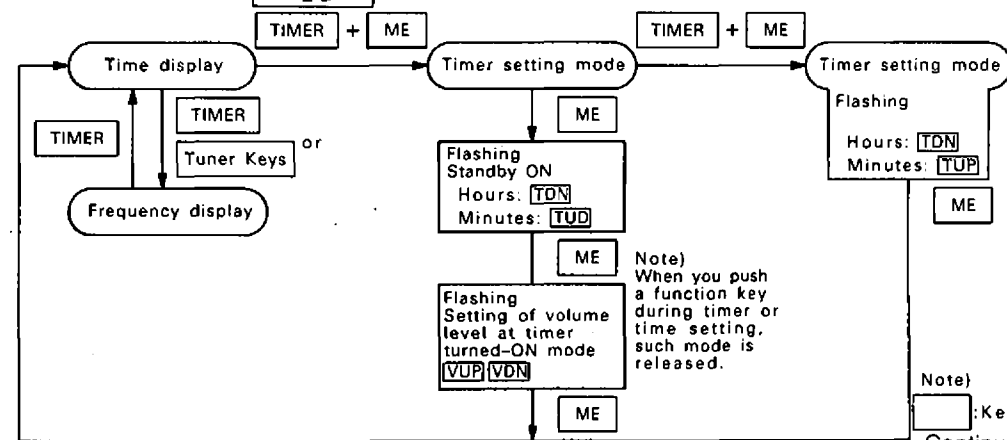 TIMER + ME
TIMER + ME
Time display
Timer setting mode
Timer setting mode
TIMER
TIMER
or
Tuner Keys
Frequency display
ME
Flashing
Standby ON
Hours: TDN
Minutes: TUD
ME
Flashing
Setting of volume
level at timer
turned-ON mode
VUP VDN
ME
Note)
When you push
a function key
during timer or
time setting,
such mode is
released.
Flashing
Hours: TDN
Minutes: TUP
ME
Note)
: Ke